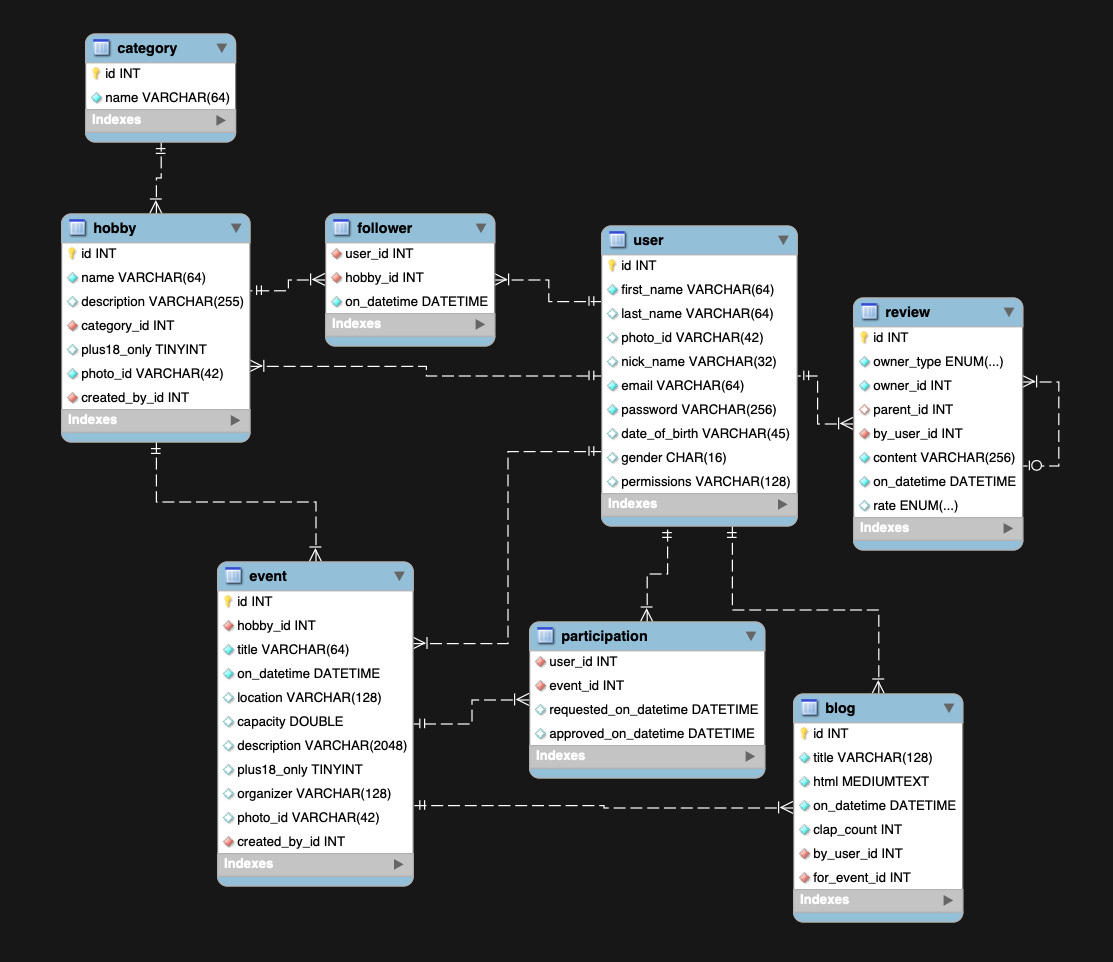 category
id INT
name VARCHAR(64)
Indexes
hobby
id INT
name VARCHAR(64)
description VARCHAR(255)
category_id INT
plus18_only TINYINT
photo_id VARCHAR(42)
created_by_id INT
Indexes
follower
user_id INT
hobby_id INT
on_datetime DATETIME
Indexes
user
id INT
first_name VARCHAR(64)
last_name VARCHAR(64)
photo_id VARCHAR(42)
nick_name VARCHAR(32)
email VARCHAR(64)
password VARCHAR(256)
date_of_birth VARCHAR(45)
gender CHAR(16)
permissions VARCHAR(128)
Indexes
review
id INT
owner_type ENUM(...)
owner_id INT
parent_id INT
by_user_id INT
content VARCHAR(256)
on_datetime DATETIME
rate ENUM(...)
Indexes
event
id INT
hobby_id INT
title VARCHAR(64)
on_datetime DATETIME
location VARCHAR(128)
capacity DOUBLE
description VARCHAR(2048)
plus18_only TINYINT
organizer VARCHAR(128)
photo_id VARCHAR(42)
created_by_id INT
Indexes
participation
user_id INT
event_id INT
requested_on_datetime DATETIME
approved_on_datetime DATETIME
Indexes
blog
id INT
title VARCHAR(128)
html MEDIUMTEXT
on_datetime DATETIME
clap_count INT
by_user_id INT
for_event_id INT
Indexes